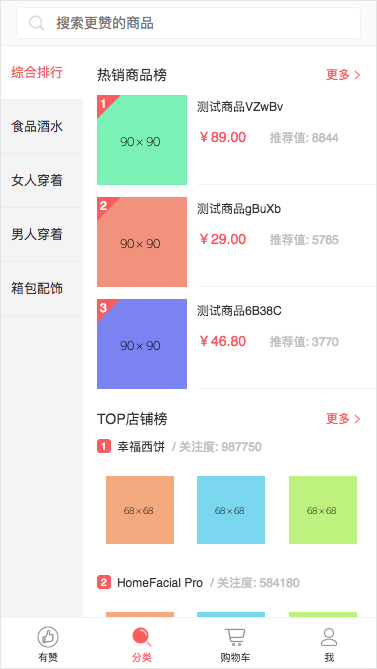 搜索更赞的商品
综合排行
食品酒水
女人穿着
男人穿着
箱包配饰
热销商品榜 更多
1
90 × 90
测试商品VZwBv
¥ 89.00 推荐值: 8844
2
90 × 90
测试商品gBuXb
¥ 29.00 推荐值: 5765
3
90 × 90
测试商品6B38C
¥ 46.80 推荐值: 3770
TOP店铺榜 更多
1 幸福西饼 / 关注度: 987750
68 × 68 68 × 68 68 × 68
2 HomeFacial Pro / 关注度: 584180
有赞 分类 购物车 我